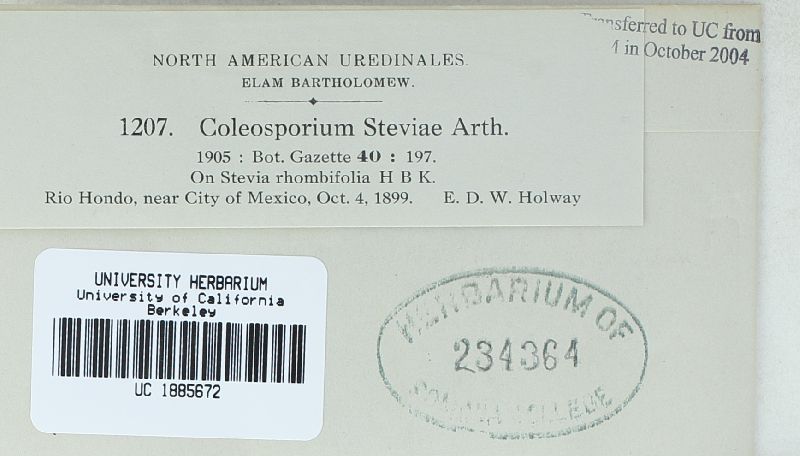 Transferred to UC from
in October 2004
NORTH AMERICAN UREDINALES.
ELAM BARTHOLOMEW.
1207. Coleosporium Steviae Arth.
1905 : Bot. Gazette 40 : 197.
On Stevia rhombifolia H B K.
Rio Hondo, near City of Mexico, Oct. 4, 1899. E. D. W. Holway
UNIVERSITY HERBARIUM
University of California
Berkeley
UC 1885672
HERBARIUM OF
234364
COLLEGE